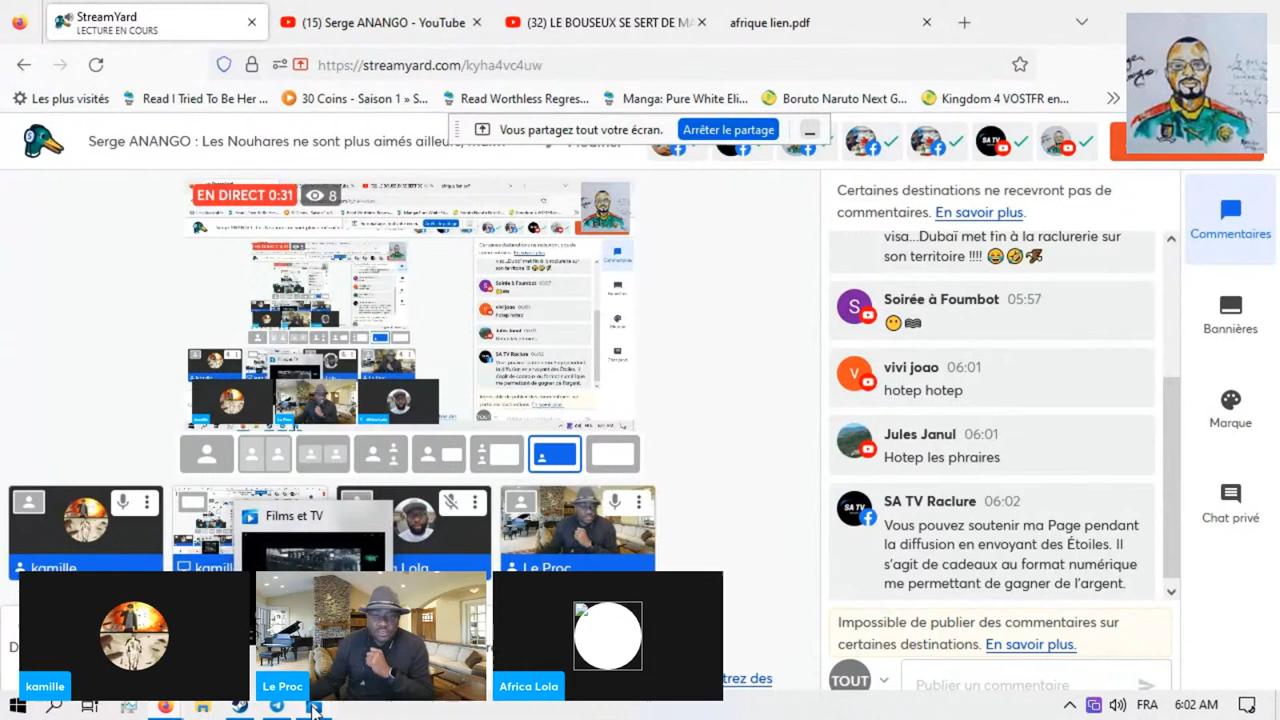 StreamYard
LECTURE EN COURS
(15) Serge ANANGO - YouTube
(32) LE BOUSEUX SE SERT DE MA
afrique lien.pdf
https://streamyard.com/kyha4vc4uw
Les plus visités
Read I Tried To Be Her ...
30 Coins - Saison 1 » S...
Read Worthless Regres...
Manga: Pure White Eli...
Boruto Naruto Next G...
Kingdom 4 VOSTFR en...
Vous partagez tout votre écran.
Arrêter le partage
Serge ANANGO : Les Nouhares ne sont plus aimés ailleurs,
EN DIRECT 0:31
8
Certaines destinations ne recevront pas de
commentaires. En savoir plus
visa...Dubaï met fin à la raclurerie sur
son territoire !!!!
Soirée à Foumbot 05:57
vivi joao 06:01
hotep hotep
Jules Janul 06:01
Hotep les phraires
SA TV Raclure 06:02
Vous pouvez soutenir ma Page pendant
la diffusion en envoyant des Étoiles. Il
s'agit de cadeaux au format numérique
me permettant de gagner de l'argent.
Impossible de publier des commentaires sur
certaines destinations. En savoir plus.
TOUT
Publier un commentaire
Commentaires
Bannières
Marque
Chat privé
Films et TV
kamille
Lola
Le Proc
kamille
Le Proc
Africa Lola
trez des
FRA
6:02 AM